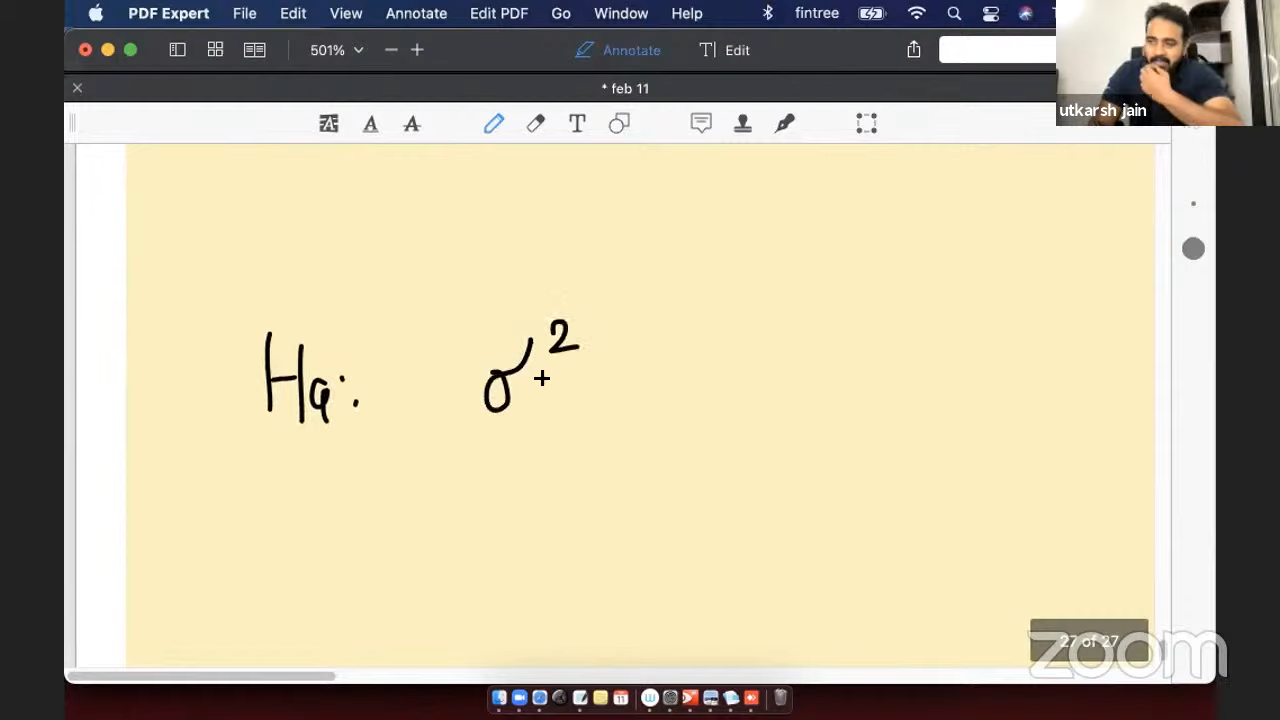 PDF Expert File Edit View Annotate Edit PDF Go Window Help fintree
501% Annotate T Edit
utkarsh jain
* feb 11
A A A T
Ha: σ²
27 of 27
zoom
11